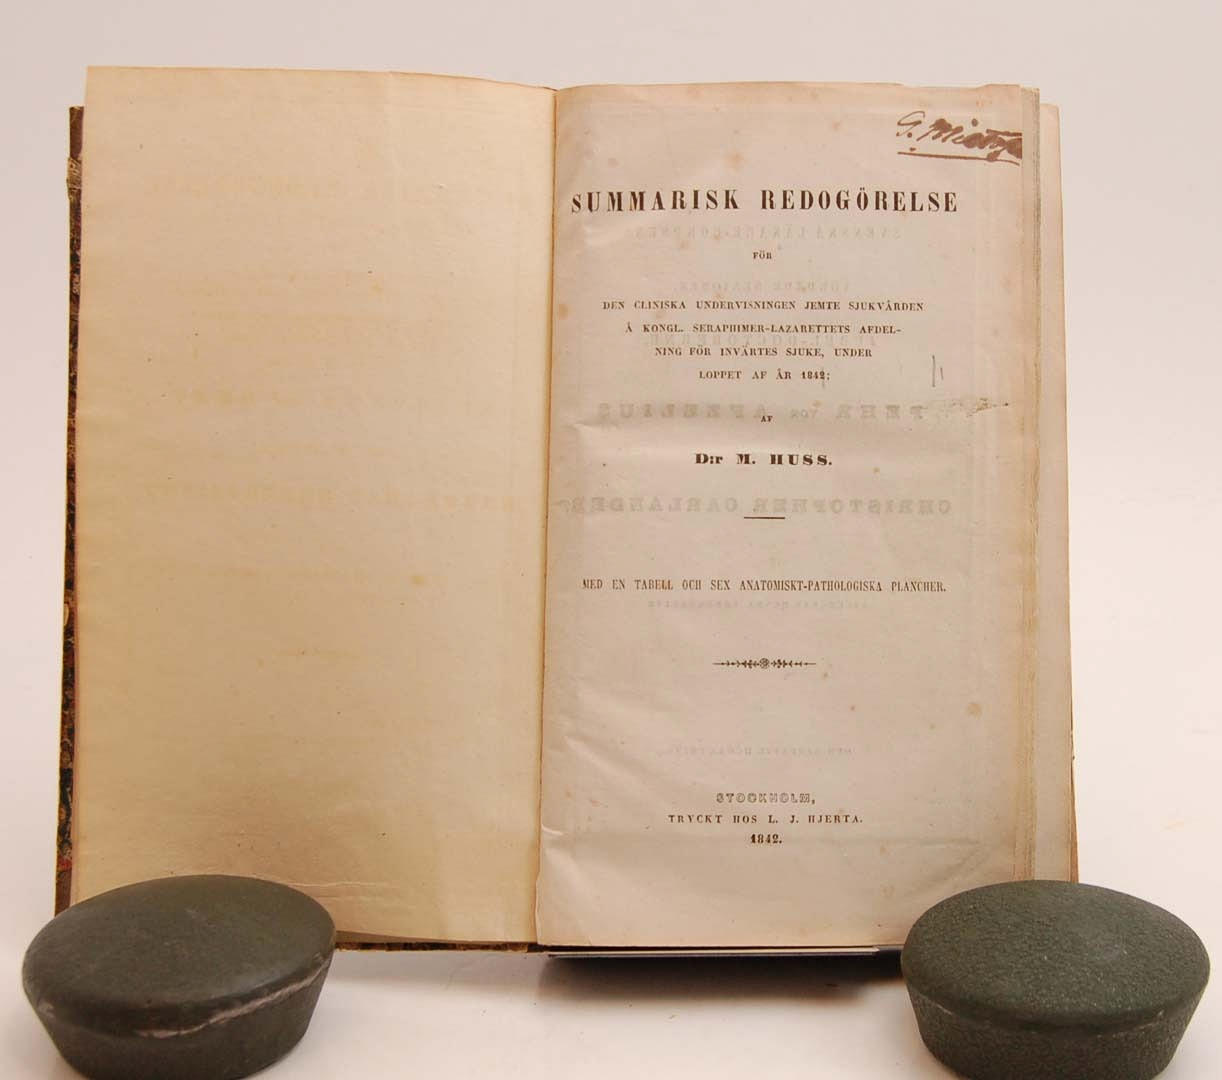 SUMMARISK REDOGÖRELSE
FÖR
DEN CLINISKA UNDERVISNINGEN JEMTE SJUKVÅRDEN
Å KONGL. SERAPHIMER-LAZARETTETS AFDEL-
NING FÖR INVÄRTES SJUKE, UNDER
LOPPET AF ÅR 1842;
AF
D:r M. HUSS.
MED EN TABELL OCH SEX ANATOMISKT-PATHOLOGISKA PLANCHER.
STOCKHOLM,
TRYCKT HOS L. J. HJERTA.
1842.